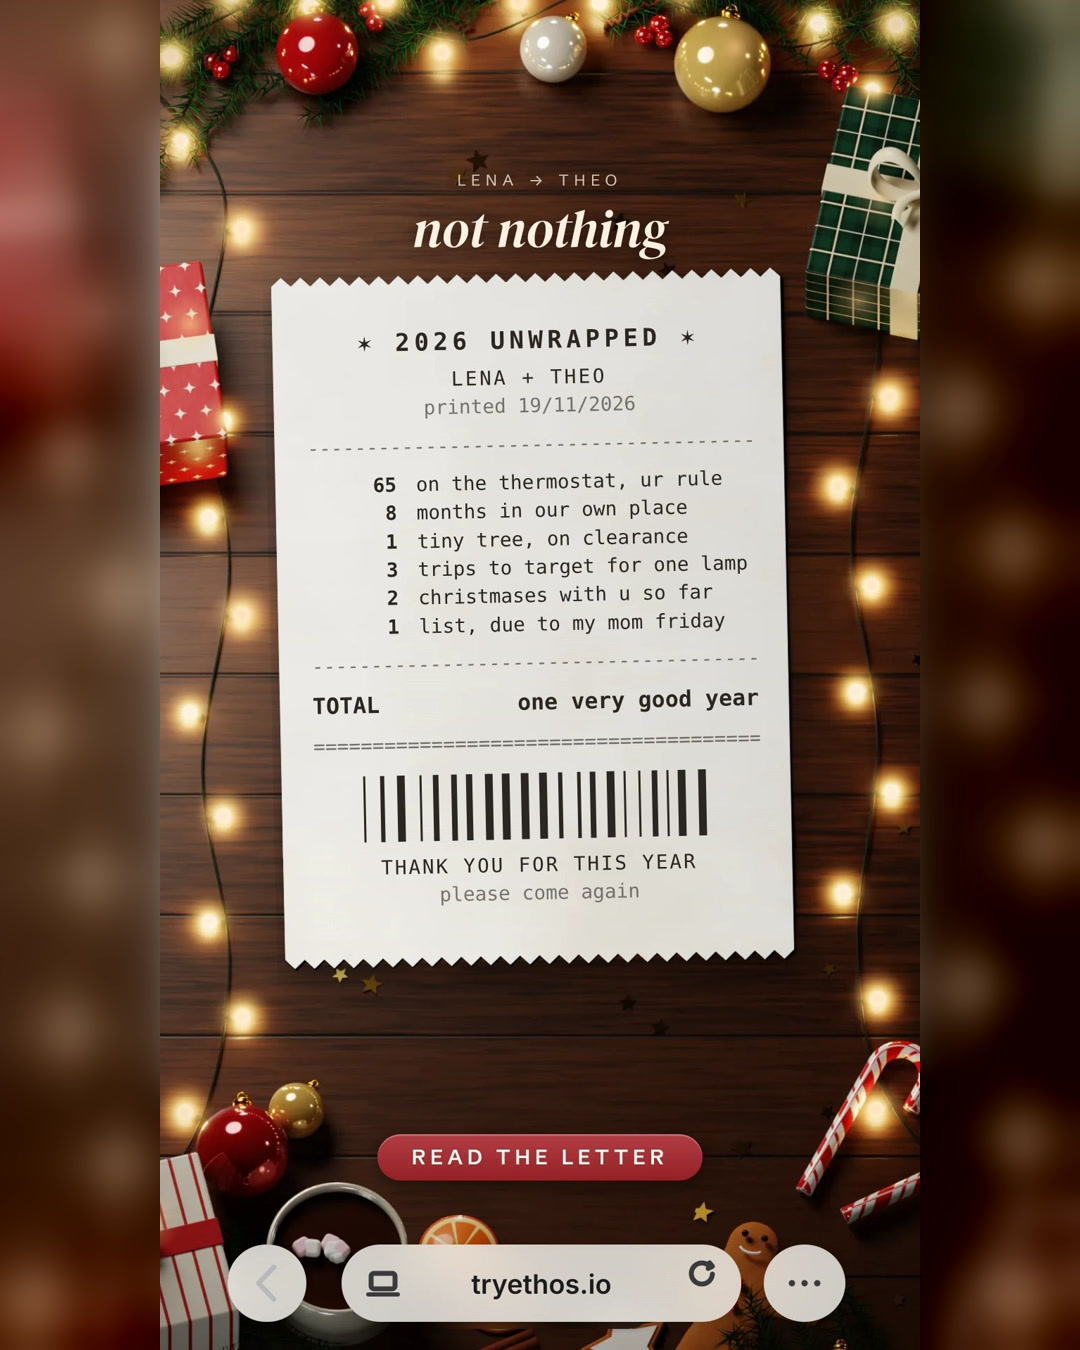 LENA → THEO
not nothing
✶ 2026 UNWRAPPED ✶
LENA + THEO
printed 19/11/2026
65 on the thermostat, ur rule
8 months in our own place
1 tiny tree, on clearance
3 trips to target for one lamp
2 christmases with u so far
1 list, due to my mom friday
TOTAL one very good year
THANK YOU FOR THIS YEAR
please come again
READ THE LETTER
tryethos.io